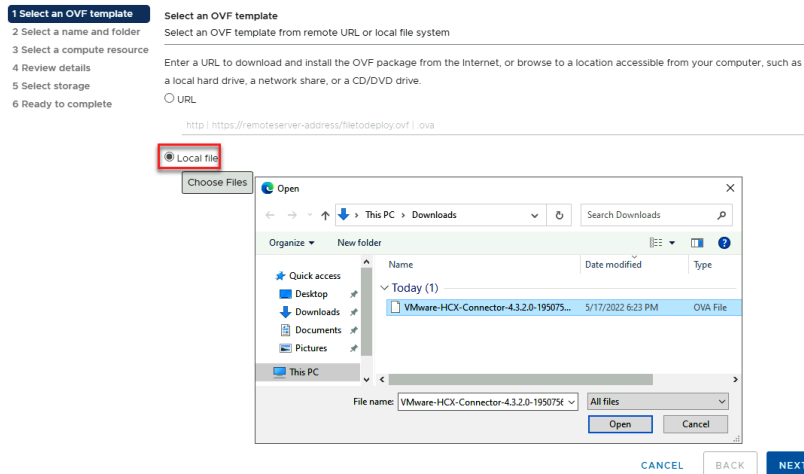 1 Select an OVF template
2 Select a name and folder
3 Select a compute resource
4 Review details
5 Select storage
6 Ready to complete
Select an OVF template
Select an OVF template from remote URL or local file system
Enter a URL to download and install the OVF package from the Internet, or browse to a location accessible from your computer, such as
a local hard drive, a network share, or a CD/DVD drive.
URL
http | https://remoteserver-address/filetodeploy.ovf | .ova
Local file
Choose Files
Open
This PC > Downloads
Search Downloads
Organize
New folder
Quick access
Desktop
Downloads
Documents
Pictures
This PC
Name Date modified Type
Today (1)
VMware-HCX-Connector-4.3.2.0-195075... 5/17/2022 6:23 PM OVA File
File name: VMware-HCX-Connector-4.3.2.0-1950756 All files
Open Cancel
CANCEL BACK NEXT